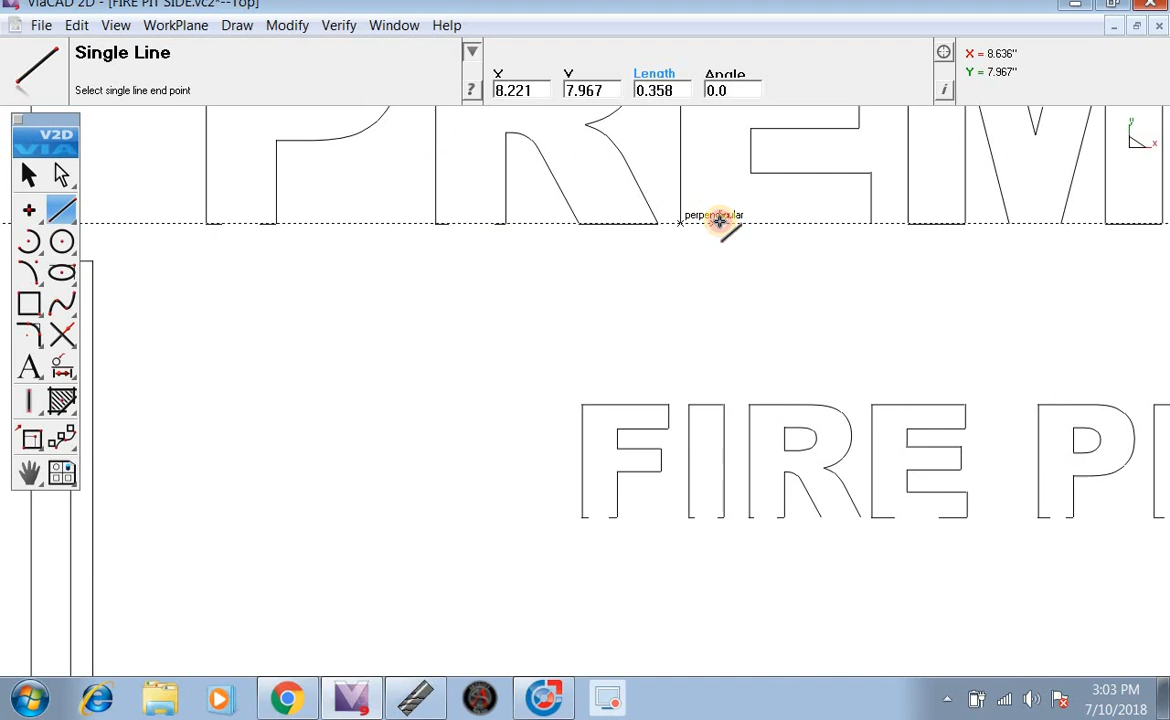 ViaCAD 2D - [FIRE PIT SIDE.vc2*--Top]
File Edit View WorkPlane Draw Modify Verify Window Help
Single Line
Select single line end point
?
X Y Length Angle
8.221 7.967 0.358 0.0
i
X = 8.636"
Y = 7.967"
V2D
VIA
A
y
x
PREM
perpendicular
FIRE PI
3:03 PM
7/10/2018